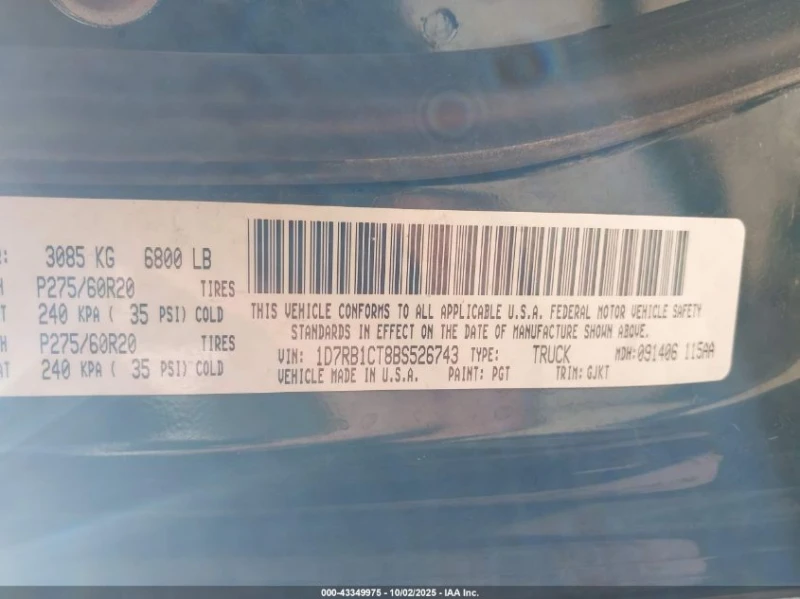 R: 3085 KG 6800 LB
H P275/60R20 TIRES
AT 240 KPA ( 35 PSI) COLD
H P275/60R20 TIRES
AT 240 KPA ( 35 PSI) COLD
THIS VEHICLE CONFORMS TO ALL APPLICABLE U.S.A. FEDERAL MOTOR VEHICLE SAFETY
STANDARDS IN EFFECT ON THE DATE OF MANUFACTURE SHOWN ABOVE.
VIN: 1D7RB1CT8BS526743 TYPE: TRUCK MDH: 091406 115AA
VEHICLE MADE IN U.S.A. PAINT: PGT TRIM: GJKT
000-43349975 - 10/02/2025 - IAA Inc.